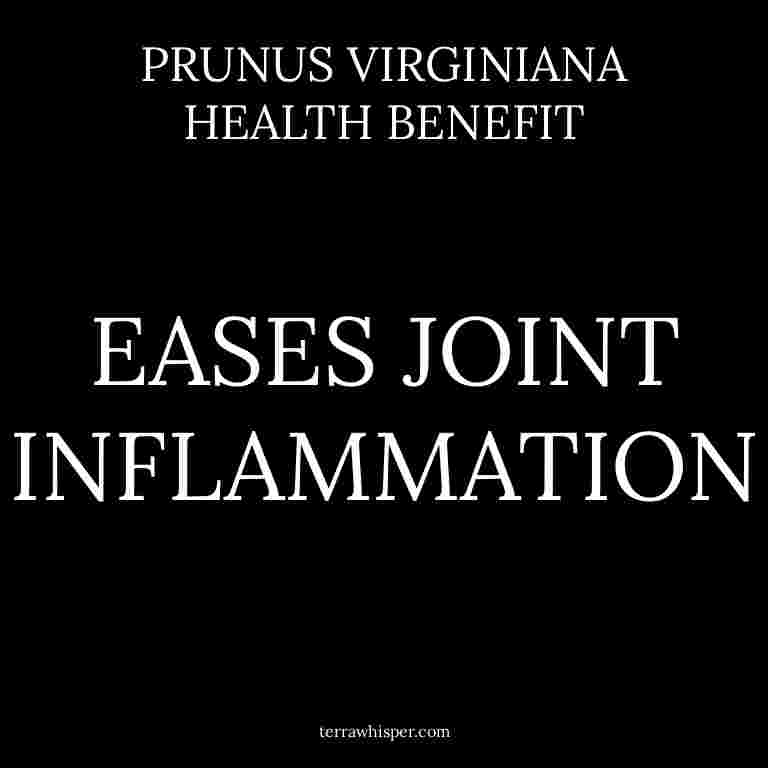 PRUNUS VIRGINIANA
HEALTH BENEFIT
EASES JOINT
INFLAMMATION
terrawhisper.com